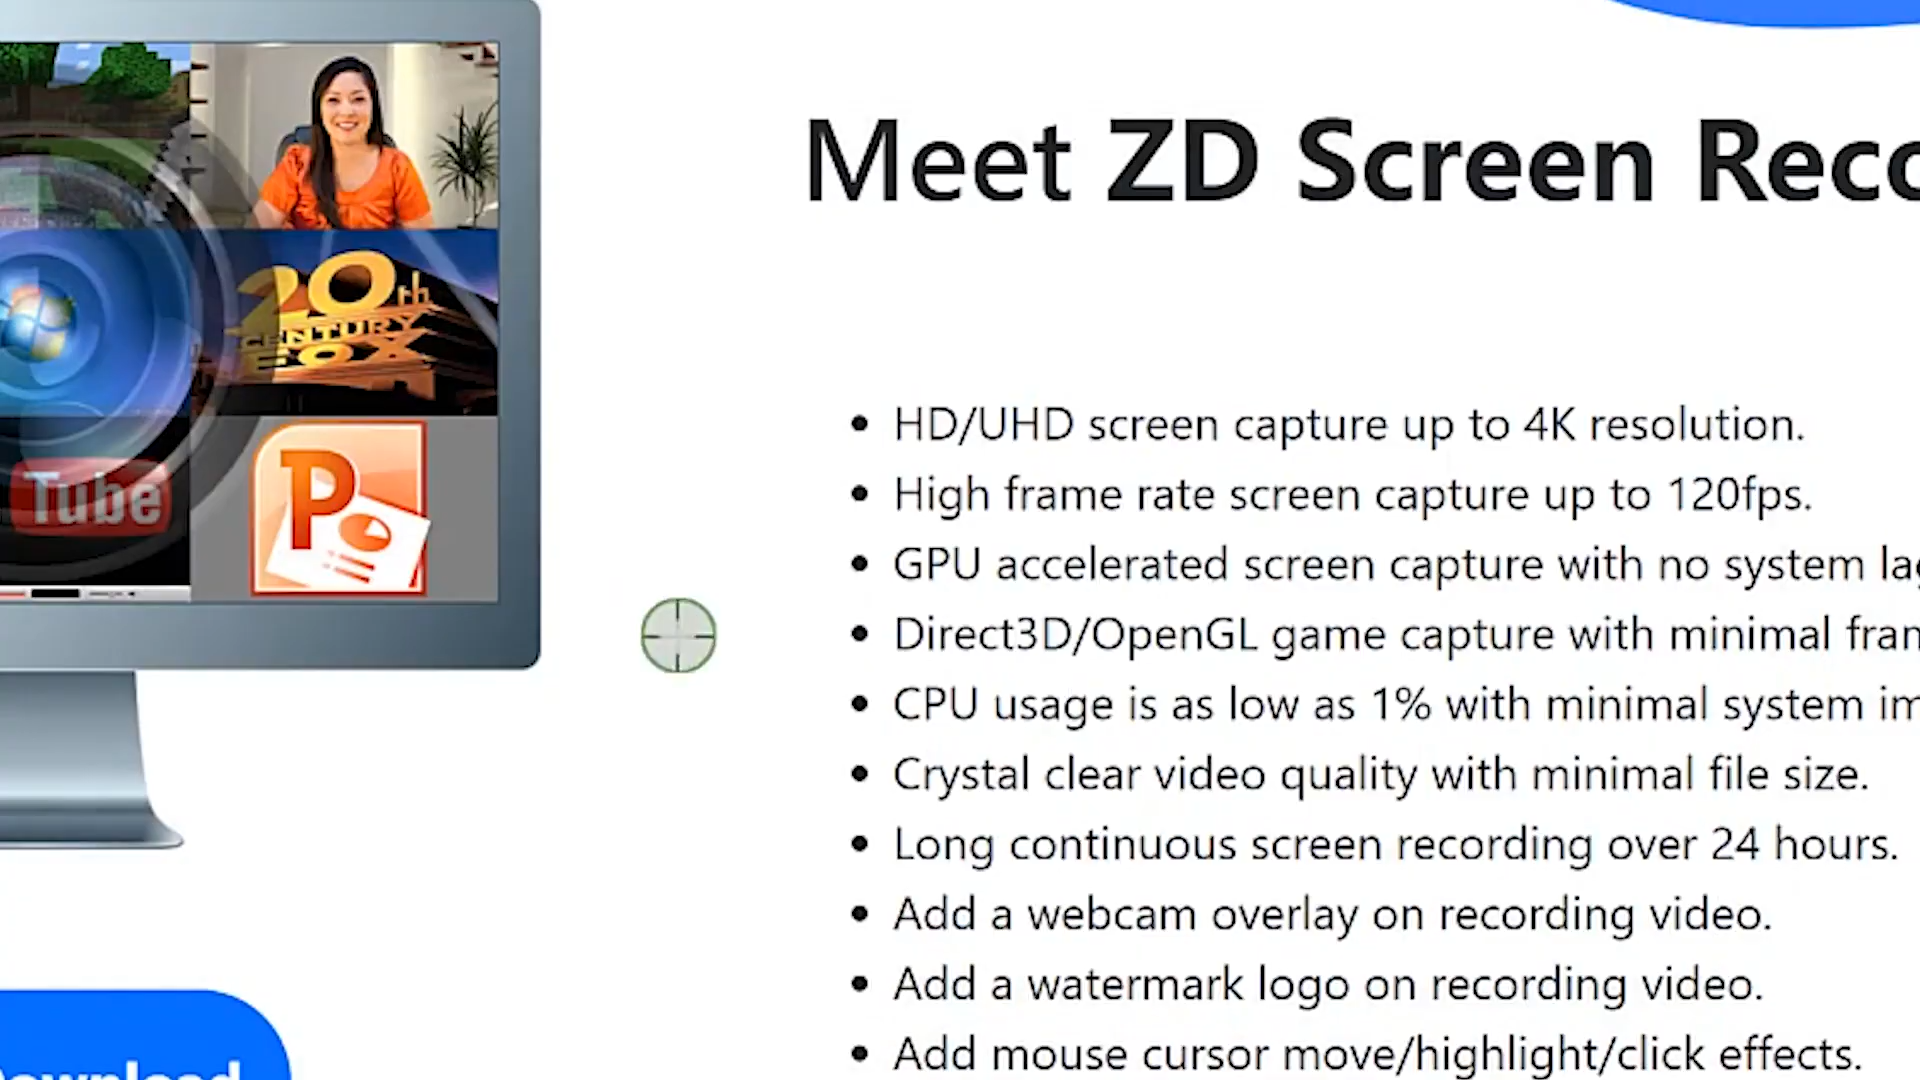 Meet ZD Screen
20th
CENTURY
FOX
Tube
P
HD/UHD screen capture up to 4K resolution.
High frame rate screen capture up to 120fps.
GPU accelerated screen capture with no system
Direct3D/OpenGL game capture with minimal
CPU usage is as low as 1% with minimal system
Crystal clear video quality with minimal file size.
Long continuous screen recording over 24 hours.
Add a webcam overlay on recording video.
Add a watermark logo on recording video.
Add mouse cursor move/highlight/click effects.